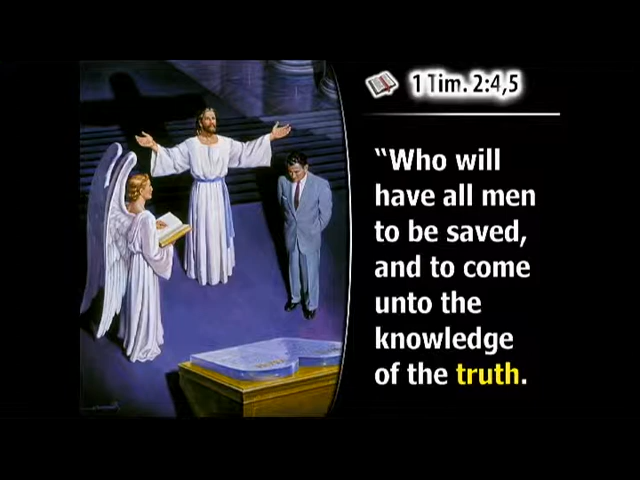 1 Tim. 2:4,5
“Who will
have all men
to be saved,
and to come
unto the
knowledge
of the truth.